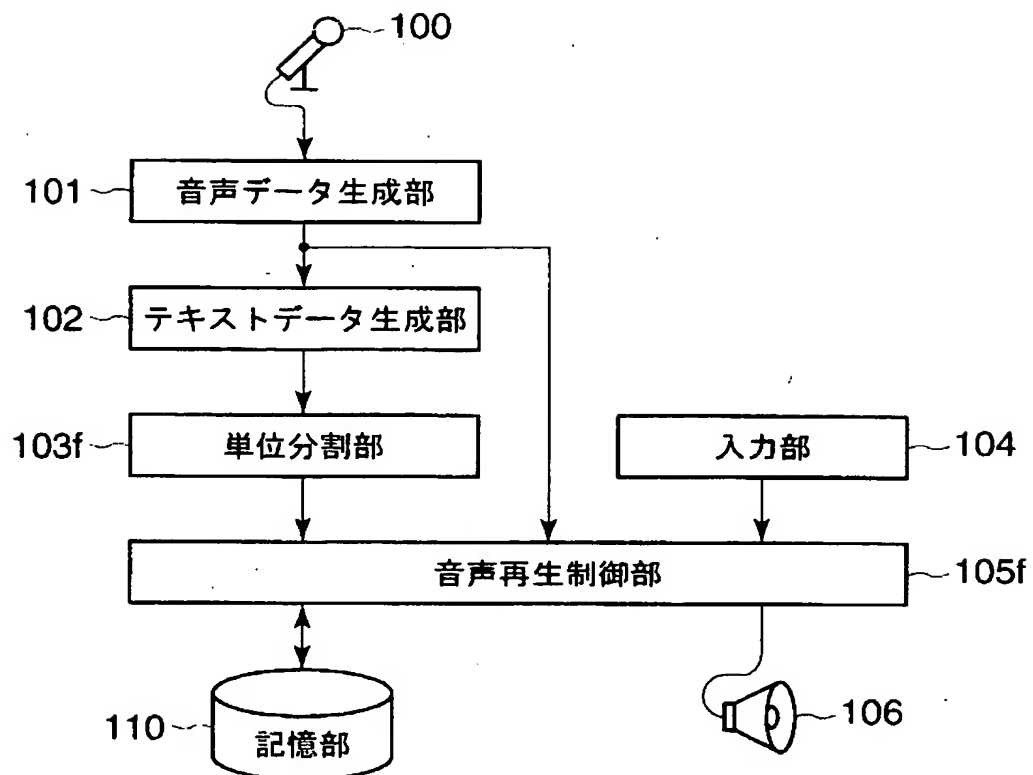 100
101 音声データ生成部
102 テキストデータ生成部
103f 単位分割部
入力部 104
音声再生制御部 105f
110 記憶部
106